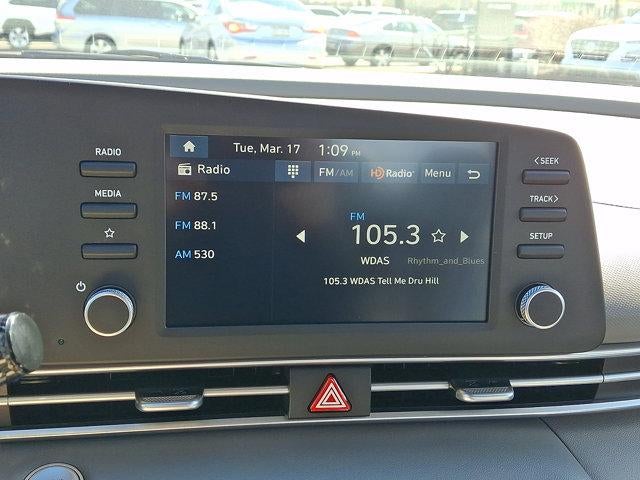 Tue, Mar. 17 1:09 PM
RADIO
MEDIA
Radio FM/AM HD Radio Menu
FM 87.5
FM 88.1
AM 530
FM
105.3
WDAS Rhythm_and_Blues
105.3 WDAS Tell Me Dru Hill
< SEEK
TRACK >
SETUP